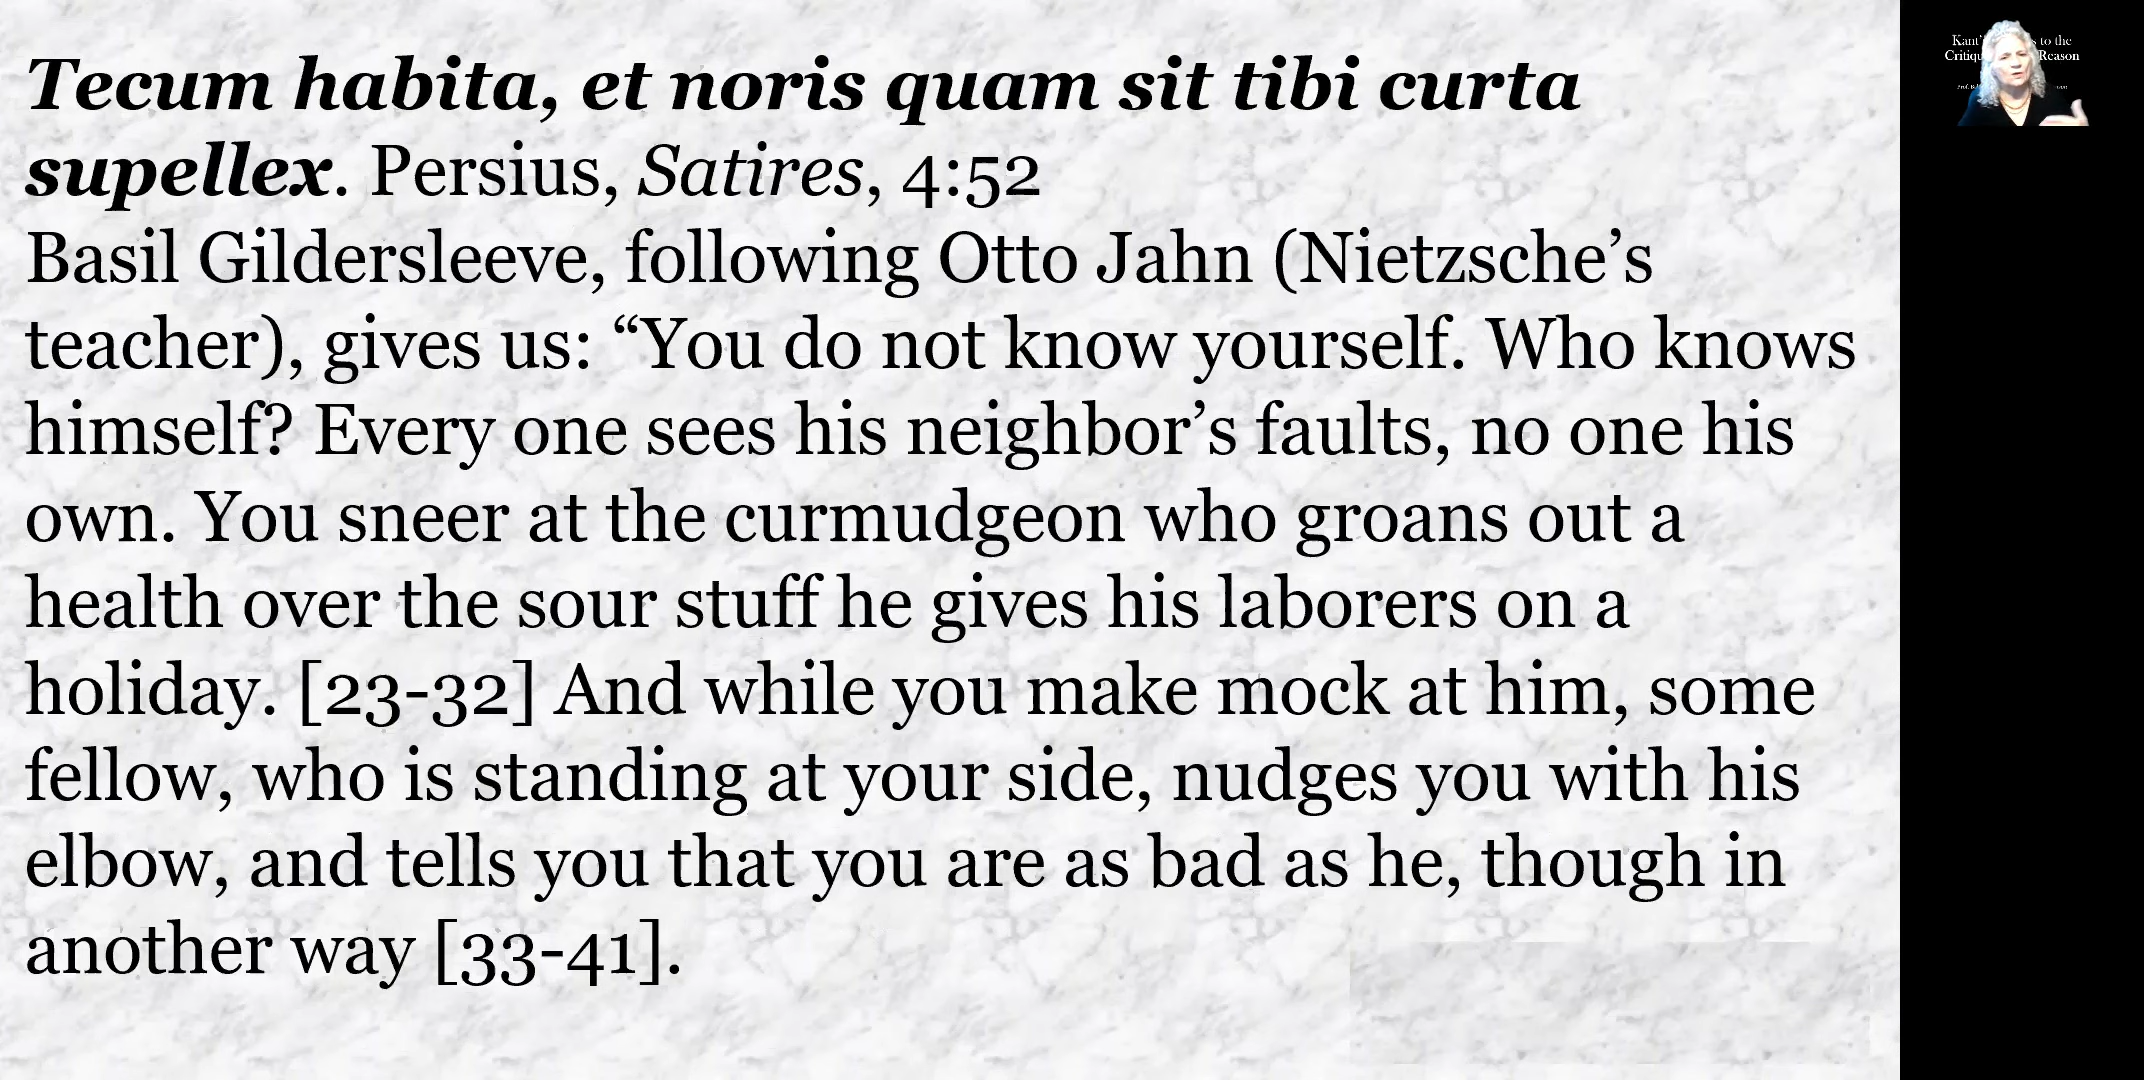 Tecum habita, et noris quam sit tibi curta
supellex. Persius, Satires, 4:52
Basil Gildersleeve, following Otto Jahn (Nietzsche’s
teacher), gives us: “You do not know yourself. Who knows
himself? Every one sees his neighbor’s faults, no one his
own. You sneer at the curmudgeon who groans out a
health over the sour stuff he gives his laborers on a
holiday. [23-32] And while you make mock at him, some
fellow, who is standing at your side, nudges you with his
elbow, and tells you that you are as bad as he, though in
another way [33-41].
Kant’ s to the
Critiqu Reason